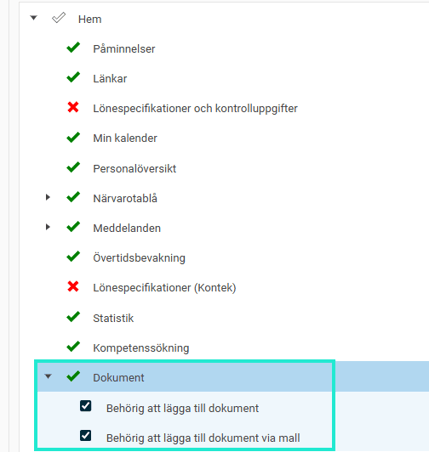 Hem
Påminnelser
Länkar
Lönespecifikationer och kontrolluppgifter
Min kalender
Personalöversikt
Närvarotablå
Meddelanden
Övertidsbevakning
Lönespecifikationer (Kontek)
Statistik
Kompetenssökning
Dokument
Behörig att lägga till dokument
Behörig att lägga till dokument via mall